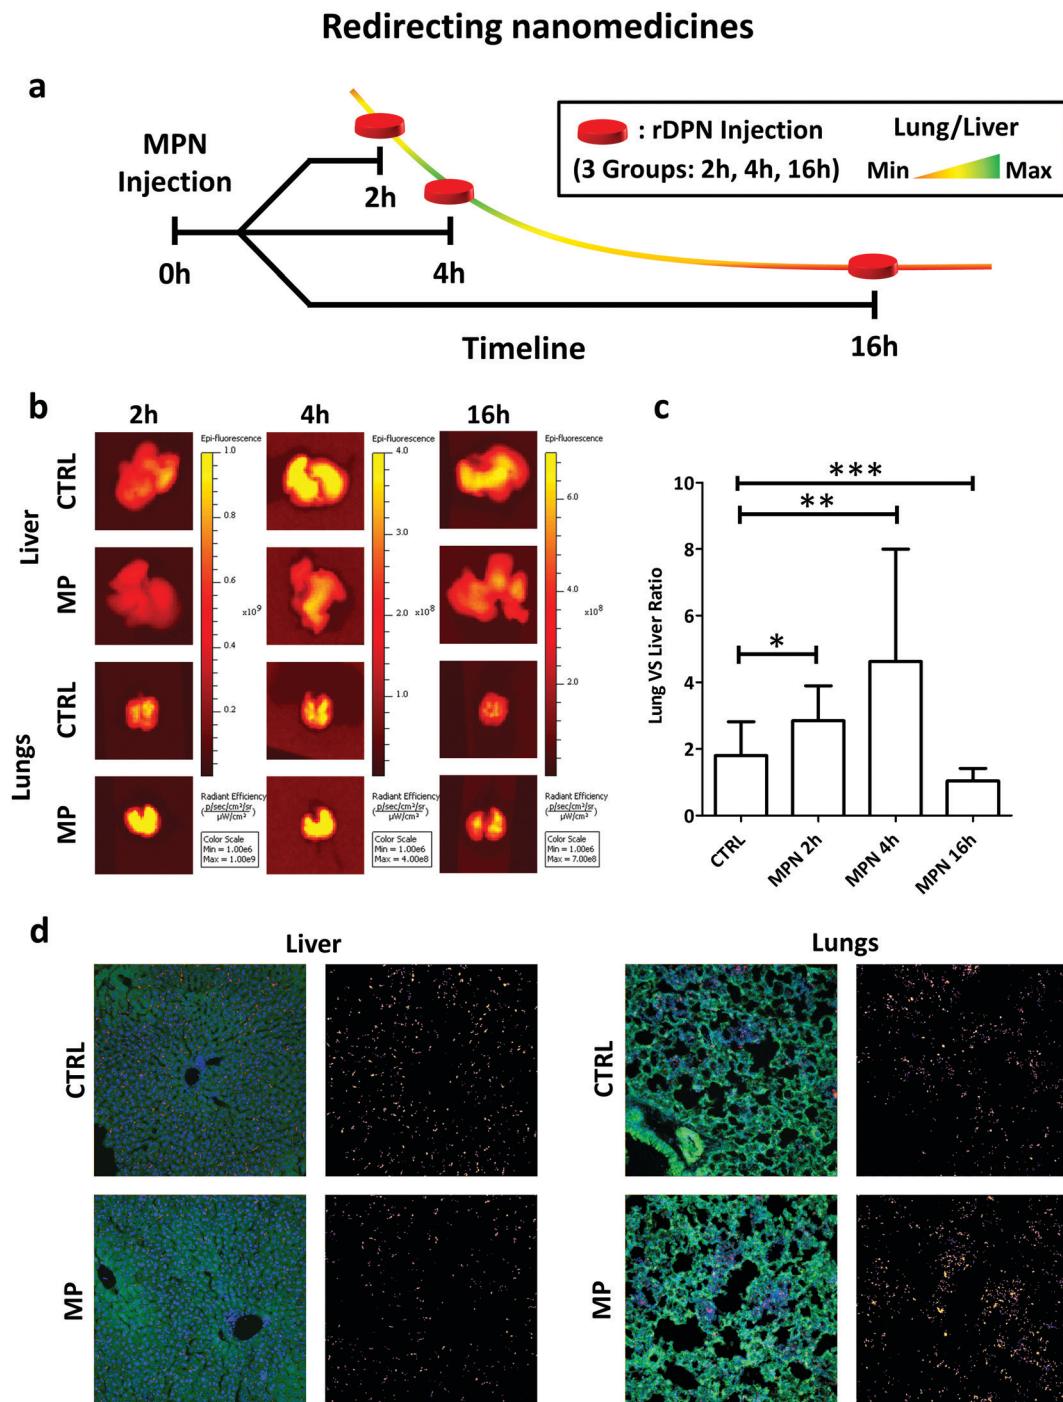 Redirecting nanomedicines
a
MPN
Injection
0h
2h
4h
16h
Timeline
: rDPN Injection
(3 Groups: 2h, 4h, 16h)
Lung/Liver
Min
Max
b
2h
4h
16h
Liver
CTRL
MP
Lungs
CTRL
MP
Epi-fluorescence
1.0
0.8
0.6
x10⁹
0.4
0.2
Radiant Efficiency
(p/sec/cm²/sr / µW/cm²)
Color Scale
Min = 1.00e6
Max = 1.00e9
Epi-fluorescence
4.0
3.0
2.0
x10⁸
1.0
Radiant Efficiency
(p/sec/cm²/sr / µW/cm²)
Color Scale
Min = 1.00e6
Max = 4.00e8
Epi-fluorescence
6.0
4.0
x10⁸
2.0
Radiant Efficiency
(p/sec/cm²/sr / µW/cm²)
Color Scale
Min = 1.00e6
Max = 7.00e8
c
Lung VS Liver Ratio
10
8
6
4
2
0
***
**
*
CTRL
MPN 2h
MPN 4h
MPN 16h
d
Liver
Lungs
CTRL
MP
CTRL
MP